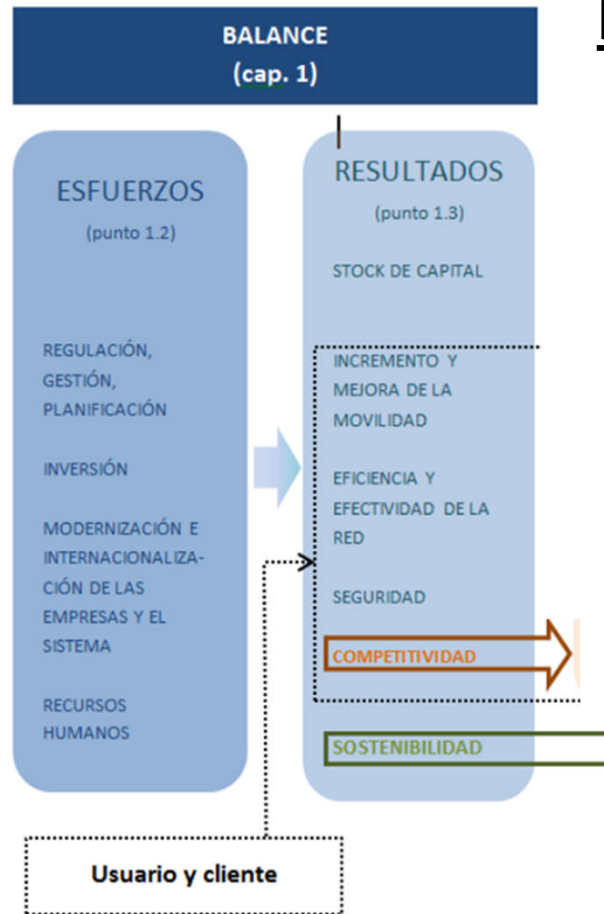 BALANCE
(cap. 1)
ESFUERZOS
(punto 1.2)
REGULACIÓN,
GESTIÓN,
PLANIFICACIÓN
INVERSIÓN
MODERNIZACIÓN E
INTERNACIONALIZA-
CIÓN DE LAS
EMPRESAS Y EL
SISTEMA
RECURSOS
HUMANOS
RESULTADOS
(punto 1.3)
STOCK DE CAPITAL
INCREMENTO Y
MEJORA DE LA
MOVILIDAD
EFICIENCIA Y
EFECTIVIDAD DE LA
RED
SEGURIDAD
COMPETITIVIDAD
SOSTENIBILIDAD
Usuario y cliente